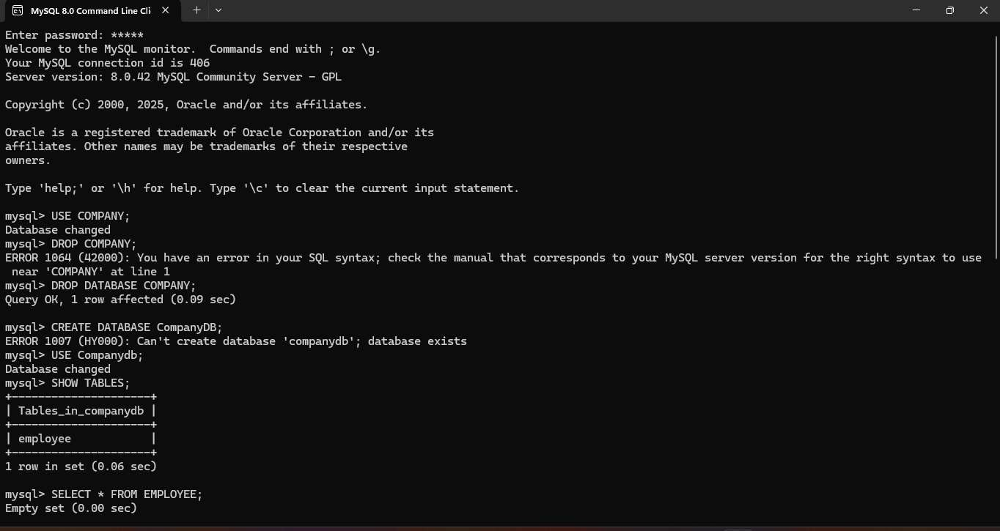 MySQL 8.0 Command Line Cli
Enter password: *****
Welcome to the MySQL monitor.  Commands end with ; or \g.
Your MySQL connection id is 406
Server version: 8.0.42 MySQL Community Server - GPL
Copyright (c) 2000, 2025, Oracle and/or its affiliates.
Oracle is a registered trademark of Oracle Corporation and/or its
affiliates. Other names may be trademarks of their respective
owners.
Type 'help;' or '\h' for help. Type '\c' to clear the current input statement.
mysql> USE COMPANY;
Database changed
mysql> DROP COMPANY;
ERROR 1064 (42000): You have an error in your SQL syntax; check the manual that corresponds to your MySQL server version for the right syntax to use
 near 'COMPANY' at line 1
mysql> DROP DATABASE COMPANY;
Query OK, 1 row affected (0.09 sec)
mysql> CREATE DATABASE CompanyDB;
ERROR 1007 (HY000): Can't create database 'companydb'; database exists
mysql> USE Companydb;
Database changed
mysql> SHOW TABLES;
+---------------------+
| Tables_in_companydb |
+---------------------+
| employee            |
+---------------------+
1 row in set (0.06 sec)
mysql> SELECT * FROM EMPLOYEE;
Empty set (0.00 sec)